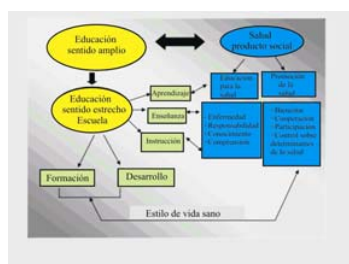 Educación
sentido amplio
Salud
producto social
Educación
para la
salud
Promoción
de la
salud
Aprendizaje
Educación
sentido estrecho
Escuela
Enseñanza
Instrucción
- Enfermedad
- Responsabilidad
- Conocimiento
- Comprensión
- Bienestar
- Cooperación
- Participación
- Control sobre
determinantes
de la salud
Formación
Desarrollo
Estilo de vida sano